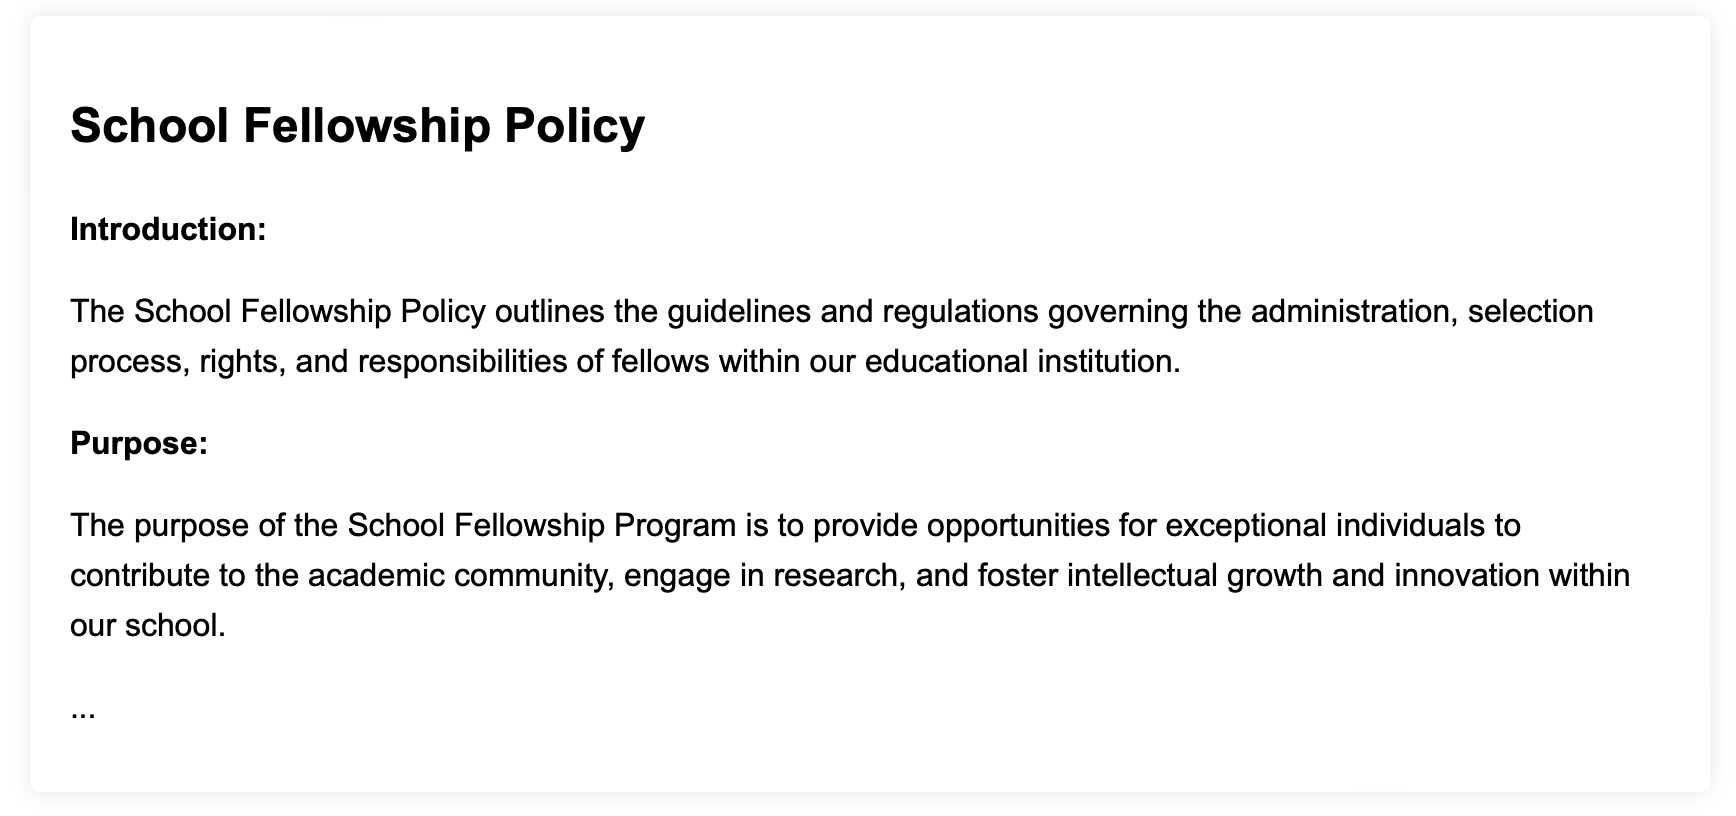 School Fellowship Policy
Introduction:
The School Fellowship Policy outlines the guidelines and regulations governing the administration, selection
process, rights, and responsibilities of fellows within our educational institution.
Purpose:
The purpose of the School Fellowship Program is to provide opportunities for exceptional individuals to
contribute to the academic community, engage in research, and foster intellectual growth and innovation within
our school.
...